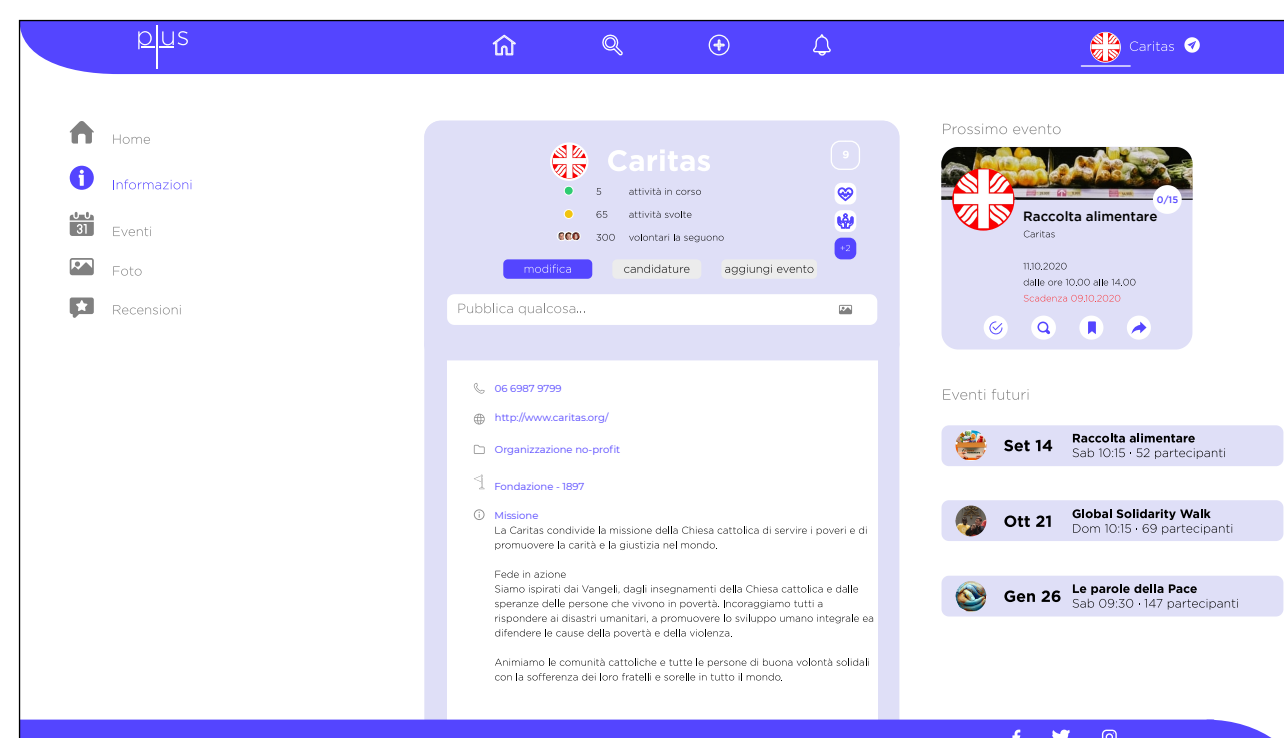 plus
Caritas
Home
Informazioni
31
Eventi
Foto
Recensioni
Caritas
9
5 attività in corso
65 attività svolte
300 volontari la seguono
+2
modifica
candidature
aggiungi evento
Pubblica qualcosa...
06 6987 9799
http://www.caritas.org/
Organizzazione no-profit
Fondazione - 1897
Missione
La Caritas condivide la missione della Chiesa cattolica di servire i poveri e di
promuovere la carità e la giustizia nel mondo.
Fede in azione
Siamo ispirati dai Vangeli, dagli insegnamenti della Chiesa cattolica e dalle
speranze delle persone che vivono in povertà. Incoraggiamo tutti a
rispondere ai disastri umanitari, a promuovere lo sviluppo umano integrale ea
difendere le cause della povertà e della violenza.
Animiamo le comunità cattoliche e tutte le persone di buona volontà solidali
con la sofferenza dei loro fratelli e sorelle in tutto il mondo.
Prossimo evento
0/15
Raccolta alimentare
Caritas
11.10.2020
dalle ore 10.00 alle 14.00
Scadenza 09.10.2020
Eventi futuri
Set 14
Raccolta alimentare
Sab 10:15 · 52 partecipanti
Ott 21
Global Solidarity Walk
Dom 10:15 · 69 partecipanti
Gen 26
Le parole della Pace
Sab 09:30 · 147 partecipanti